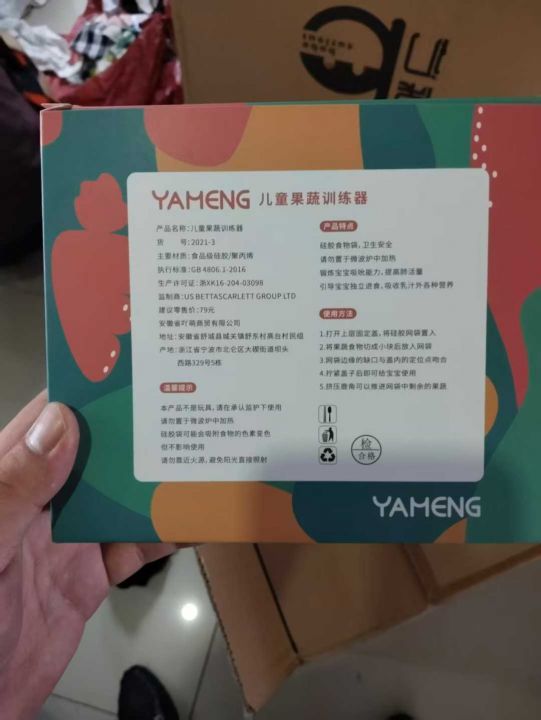 YAMENG 儿童果蔬训练器
产品名称:儿童果蔬训练器
货 号:2021-3
主要材质:食品级硅胶/聚丙烯
执行标准:GB 4806.1-2016
生产许可证:浙XK16-204-03098
监制商:US BETTASCARLETT GROUP LTD
建议零售价:79元
安徽省吖萌商贸有限公司
地址:安徽省舒城县城关镇舒东村高台村民组
产地:浙江省宁波市北仑区大碶街道坝头
西路329号5栋
温馨提示
本产品不是玩具,请在承认监护下使用
请勿置于微波炉中加热
硅胶袋可能会吸附食物的色素变色
但不影响使用
请勿靠近火源,避免阳光直接照射
产品特点
硅胶食物袋,卫生安全
请勿置于微波炉中加热
锻炼宝宝吸吮能力,提高肺活量
引导宝宝独立进食,吸收乳汁外各种营养
使用方法
1.打开上层固定盖,将硅胶网袋置入
2.将果蔬食物切成小块后放入网袋
3.网袋边缘的缺口与盖内的定位点吻合
4.拧紧盖子后即可给宝宝使用
5.挤压鹿角可以推进网袋中剩余的果蔬
检
合格
YAMENG